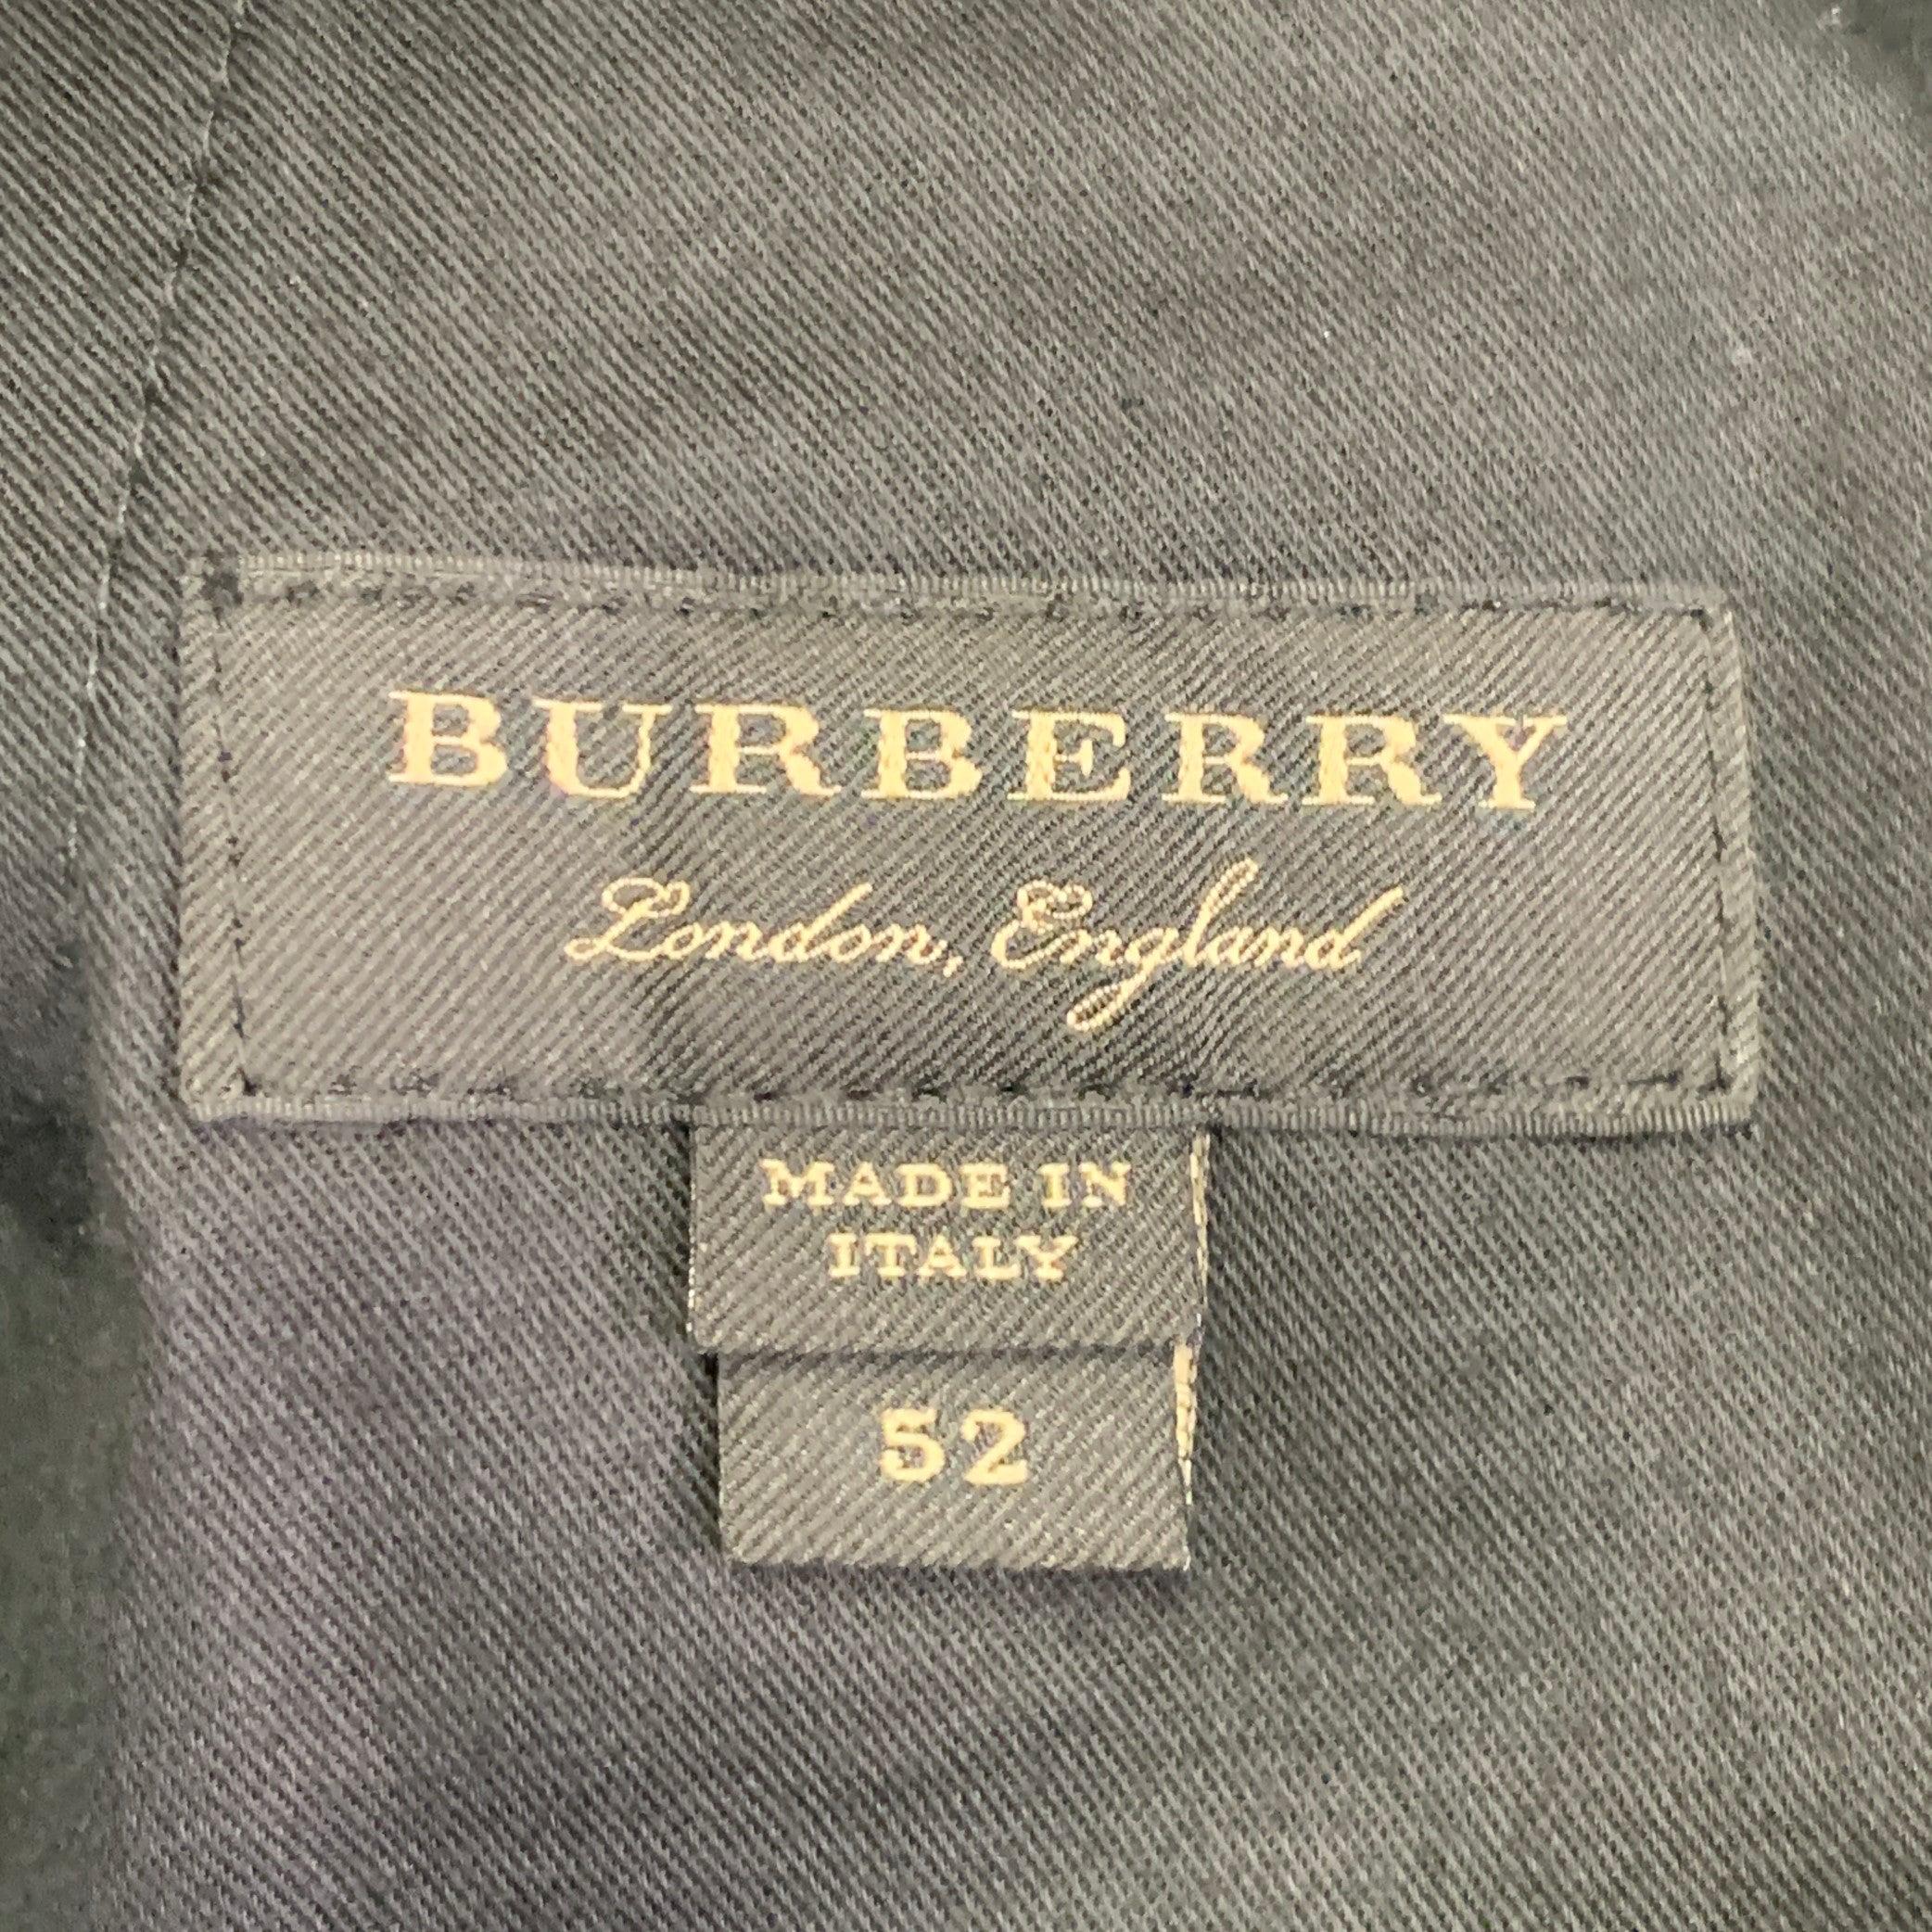 BURBERRY
London, England
MADE IN
ITALY
52